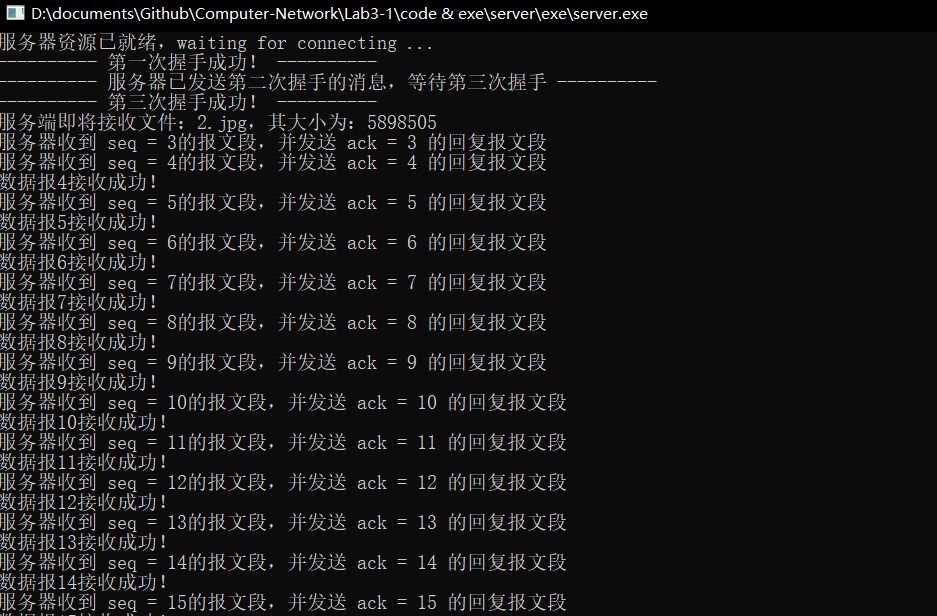 D:\documents\Github\Computer-Network\Lab3-1\code & exe\server\exe\server.exe
服务器资源已就绪，waiting for connecting ...
---------- 第一次握手成功！ ----------
---------- 服务器已发送第二次握手的消息，等待第三次握手 ----------
---------- 第三次握手成功！ ----------
服务端即将接收文件：2.jpg，其大小为：5898505
服务器收到 seq = 3的报文段，并发送 ack = 3 的回复报文段
服务器收到 seq = 4的报文段，并发送 ack = 4 的回复报文段
数据报4接收成功！
服务器收到 seq = 5的报文段，并发送 ack = 5 的回复报文段
数据报5接收成功！
服务器收到 seq = 6的报文段，并发送 ack = 6 的回复报文段
数据报6接收成功！
服务器收到 seq = 7的报文段，并发送 ack = 7 的回复报文段
数据报7接收成功！
服务器收到 seq = 8的报文段，并发送 ack = 8 的回复报文段
数据报8接收成功！
服务器收到 seq = 9的报文段，并发送 ack = 9 的回复报文段
数据报9接收成功！
服务器收到 seq = 10的报文段，并发送 ack = 10 的回复报文段
数据报10接收成功！
服务器收到 seq = 11的报文段，并发送 ack = 11 的回复报文段
数据报11接收成功！
服务器收到 seq = 12的报文段，并发送 ack = 12 的回复报文段
数据报12接收成功！
服务器收到 seq = 13的报文段，并发送 ack = 13 的回复报文段
数据报13接收成功！
服务器收到 seq = 14的报文段，并发送 ack = 14 的回复报文段
数据报14接收成功！
服务器收到 seq = 15的报文段，并发送 ack = 15 的回复报文段